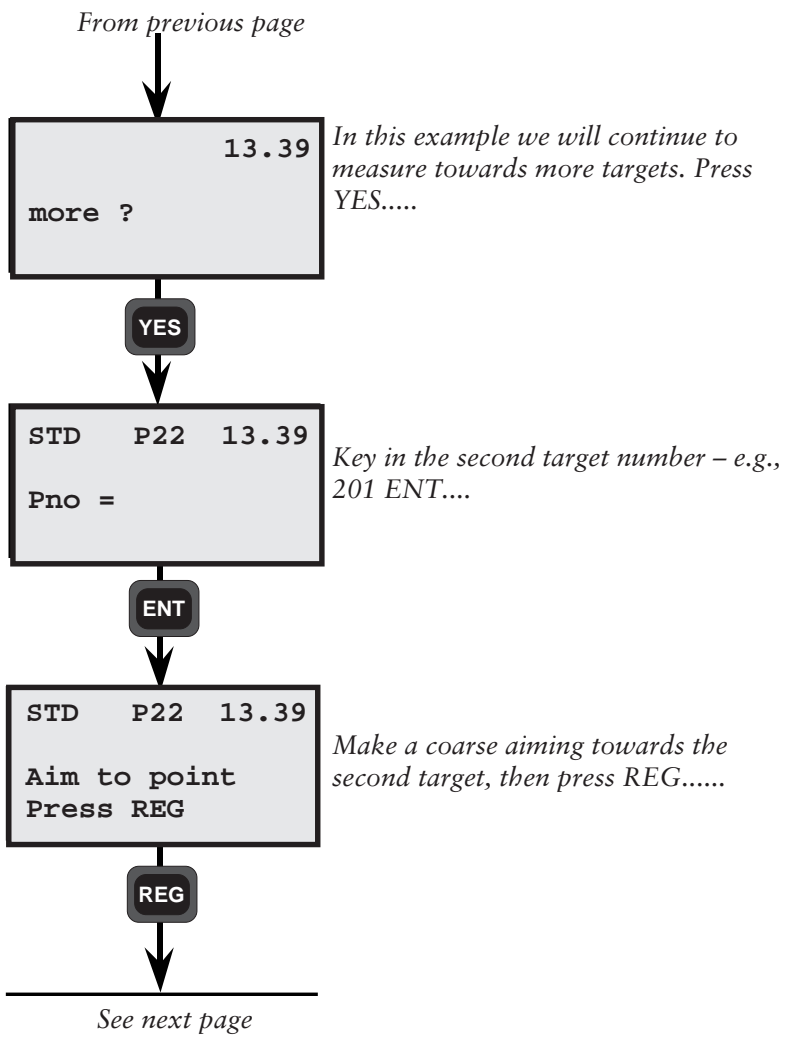 From previous page
13.39
more ?
In this example we will continue to
measure towards more targets. Press
YES.....
YES
STD P22 13.39
Pno =
Key in the second target number – e.g.,
201 ENT....
ENT
STD P22 13.39
Aim to point
Press REG
Make a coarse aiming towards the
second target, then press REG......
REG
See next page